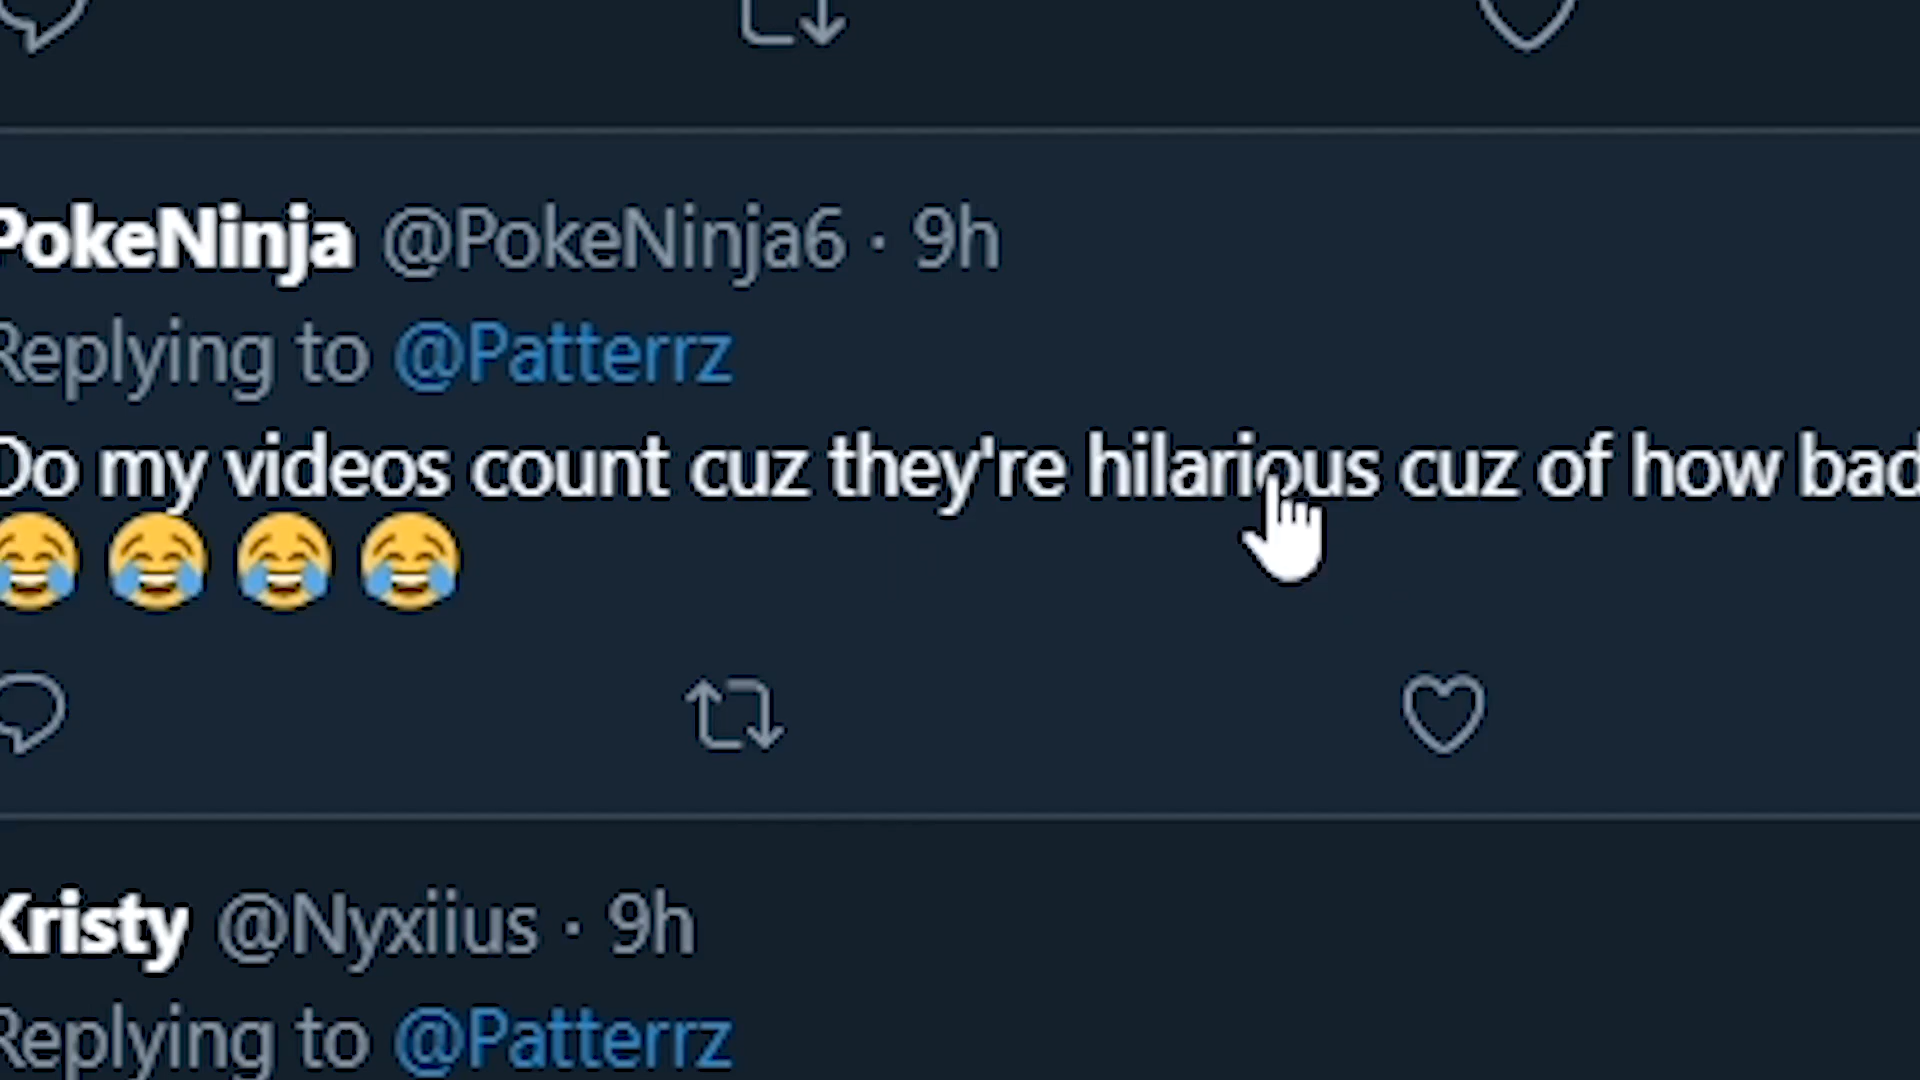 PokeNinja @PokeNinja6 · 9h
Replying to @Patterrz
Do my videos count cuz they're hilarious cuz of how bad
😂 😂 😂 😂
Kristy @Nyxiius · 9h
Replying to @Patterrz